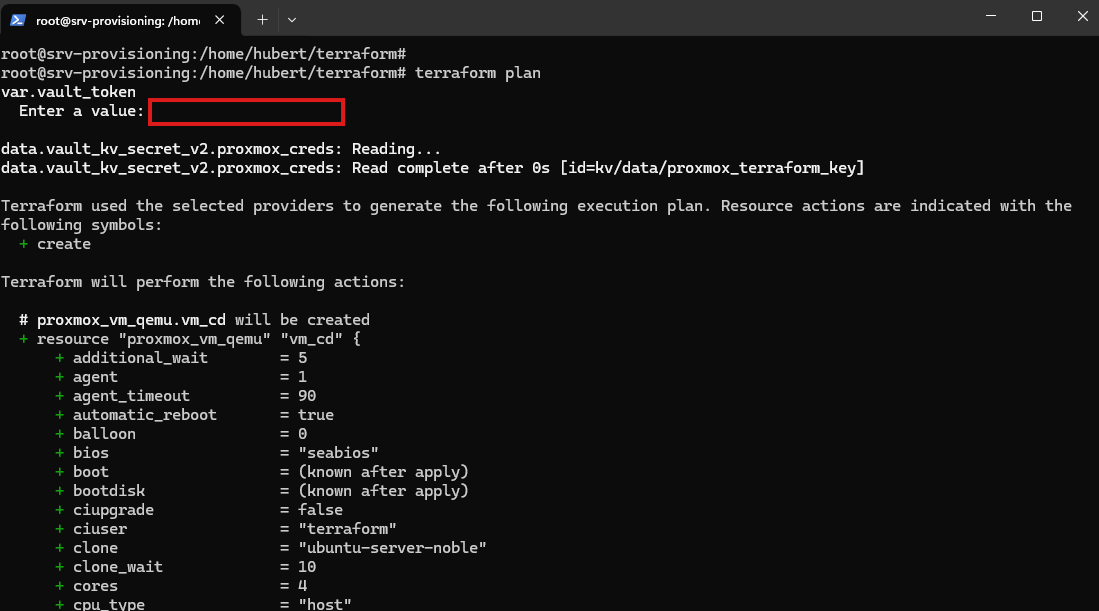 root@srv-provisioning: /hom
root@srv-provisioning:/home/hubert/terraform#
root@srv-provisioning:/home/hubert/terraform# terraform plan
var.vault_token
  Enter a value:
data.vault_kv_secret_v2.proxmox_creds: Reading...
data.vault_kv_secret_v2.proxmox_creds: Read complete after 0s [id=kv/data/proxmox_terraform_key]
Terraform used the selected providers to generate the following execution plan. Resource actions are indicated with the
following symbols:
  + create
Terraform will perform the following actions:
  # proxmox_vm_qemu.vm_cd will be created
  + resource "proxmox_vm_qemu" "vm_cd" {
      + additional_wait        = 5
      + agent                  = 1
      + agent_timeout          = 90
      + automatic_reboot       = true
      + balloon                = 0
      + bios                   = "seabios"
      + boot                   = (known after apply)
      + bootdisk               = (known after apply)
      + ciupgrade              = false
      + ciuser                 = "terraform"
      + clone                  = "ubuntu-server-noble"
      + clone_wait             = 10
      + cores                  = 4
      + cpu_type               = "host"